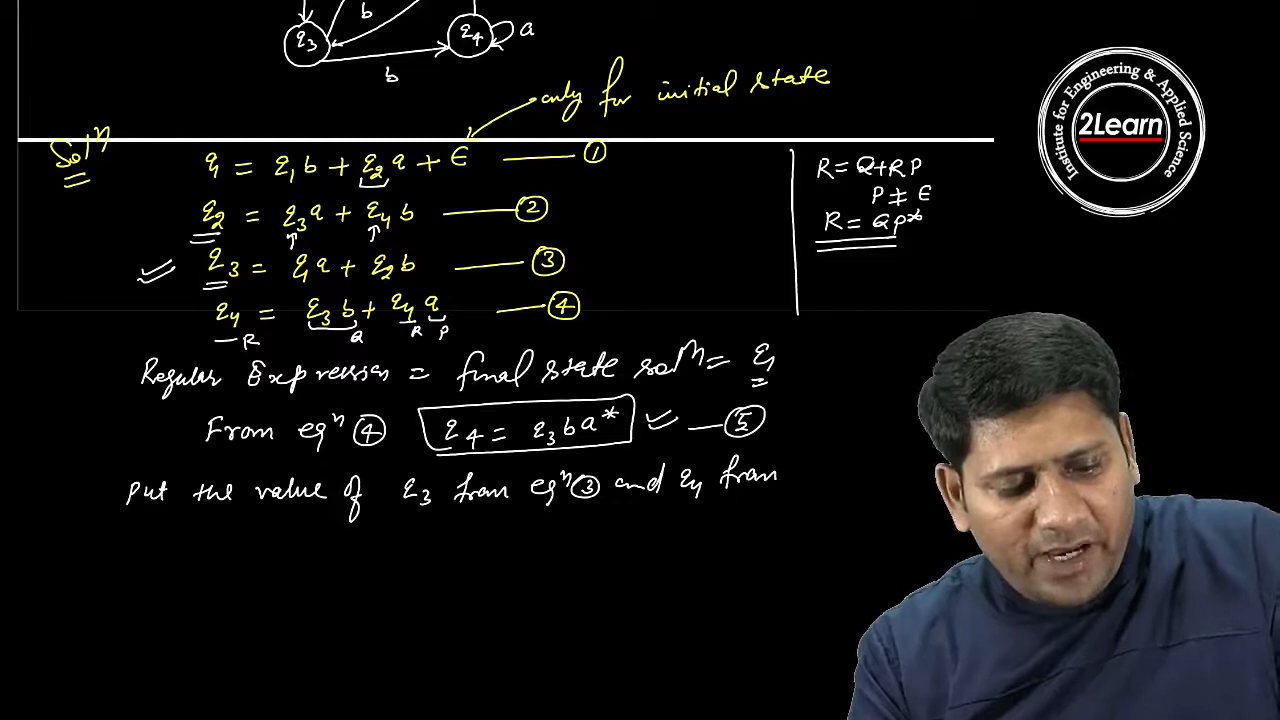 b
q3
q4
a
b
only for initial state
Soln
q1 = q1b + q2a + ϵ — ①
q2 = q3a + q4b — ②
q3 = q1a + q2b — ③
q4 = q3b + q4a — ④
R Q R P
R = Q+RP
P ≠ ϵ
R = QP*
Regular Expression = final state soln = q1
From eqn ④ q4 = q3ba* — ⑤
Put the value of q3 from eqn ③ and q4 from
Institute for Engineering & Applied Science
2Learn